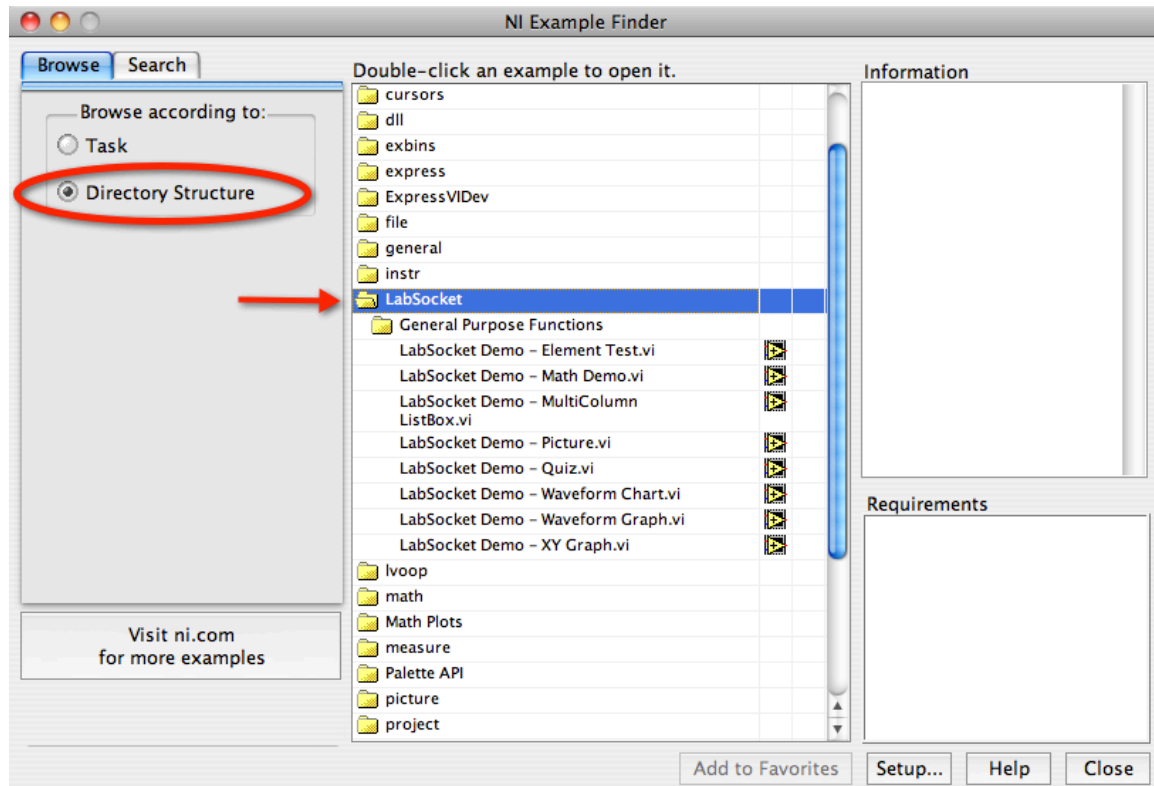 NI Example Finder
Browse
Search
Browse according to:
Task
Directory Structure
Visit ni.com
for more examples
Double-click an example to open it.
cursors
dll
exbins
express
ExpressVIDev
file
general
instr
LabSocket
General Purpose Functions
LabSocket Demo – Element Test.vi
LabSocket Demo – Math Demo.vi
LabSocket Demo – MultiColumn
ListBox.vi
LabSocket Demo – Picture.vi
LabSocket Demo – Quiz.vi
LabSocket Demo – Waveform Chart.vi
LabSocket Demo – Waveform Graph.vi
LabSocket Demo – XY Graph.vi
lvoop
math
Math Plots
measure
Palette API
picture
project
Information
Requirements
Add to Favorites
Setup...
Help
Close